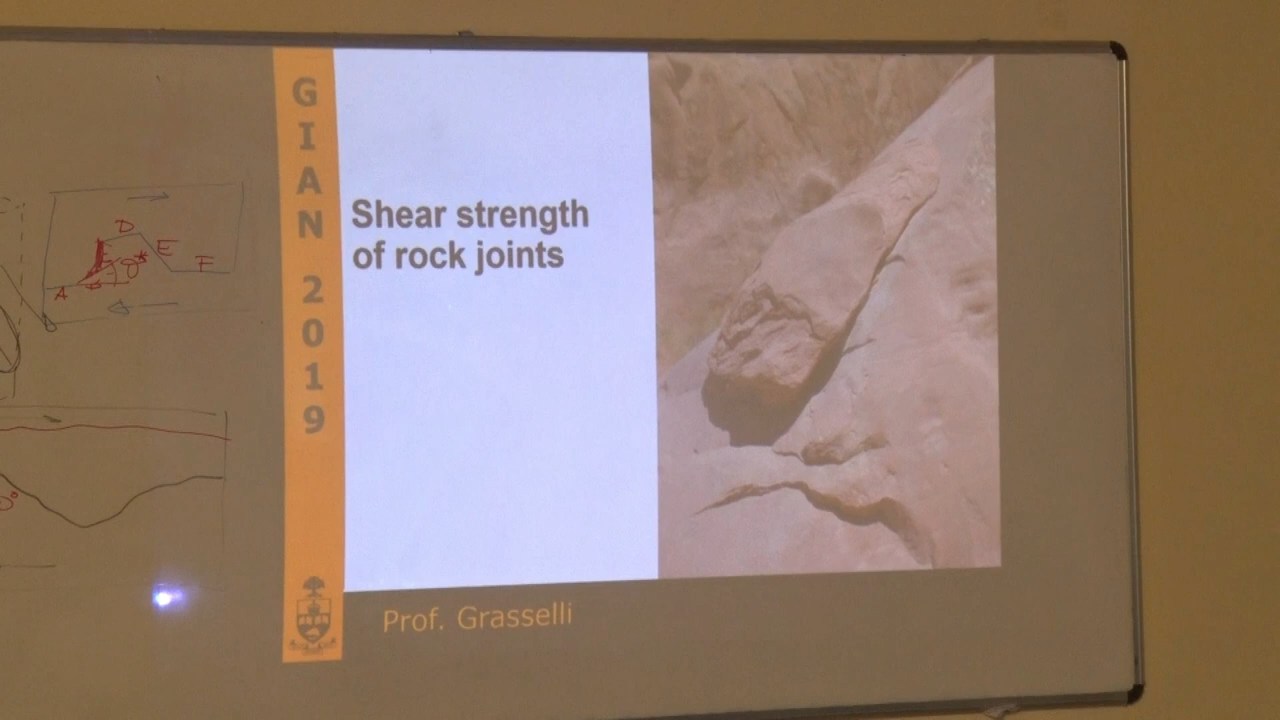 G
I
A
N
2
0
1
9
Shear strength
of rock joints
Prof. Grasselli
D
E
F
A